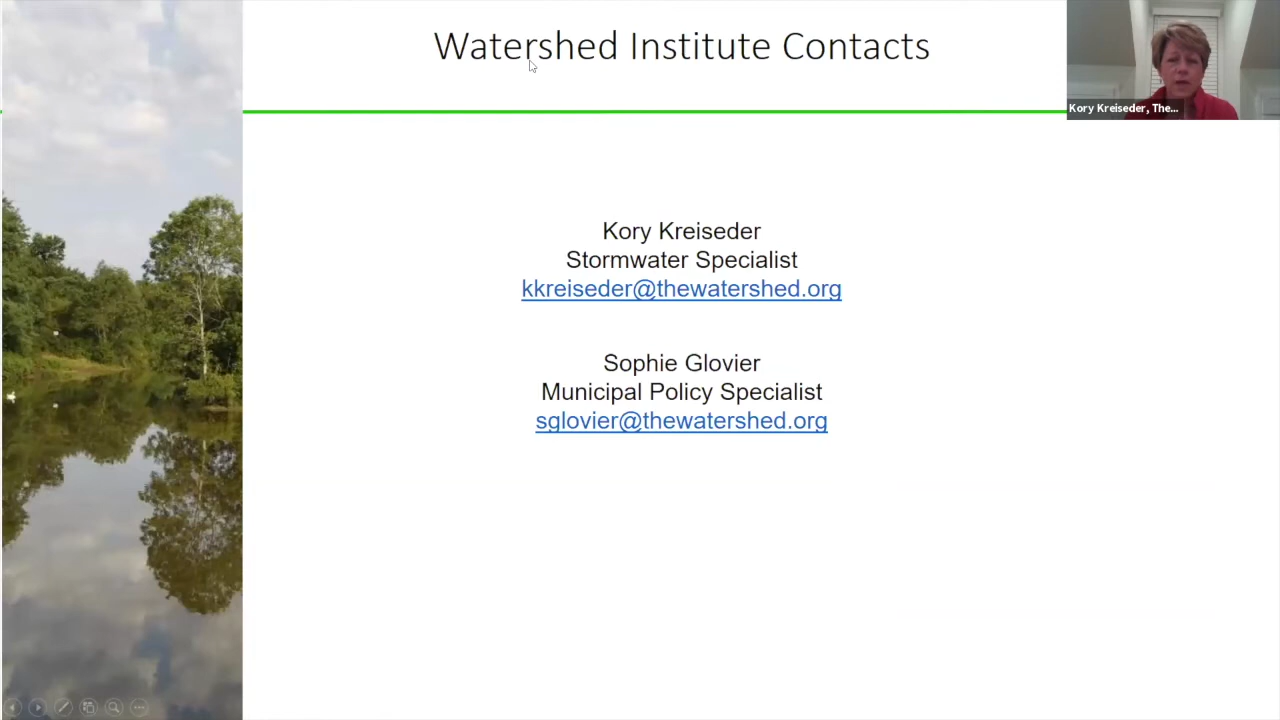 Watershed Institute Contacts
Kory Kreiseder, The...
Kory Kreiseder
Stormwater Specialist
kkreiseder@thewatershed.org
Sophie Glovier
Municipal Policy Specialist
sglovier@thewatershed.org